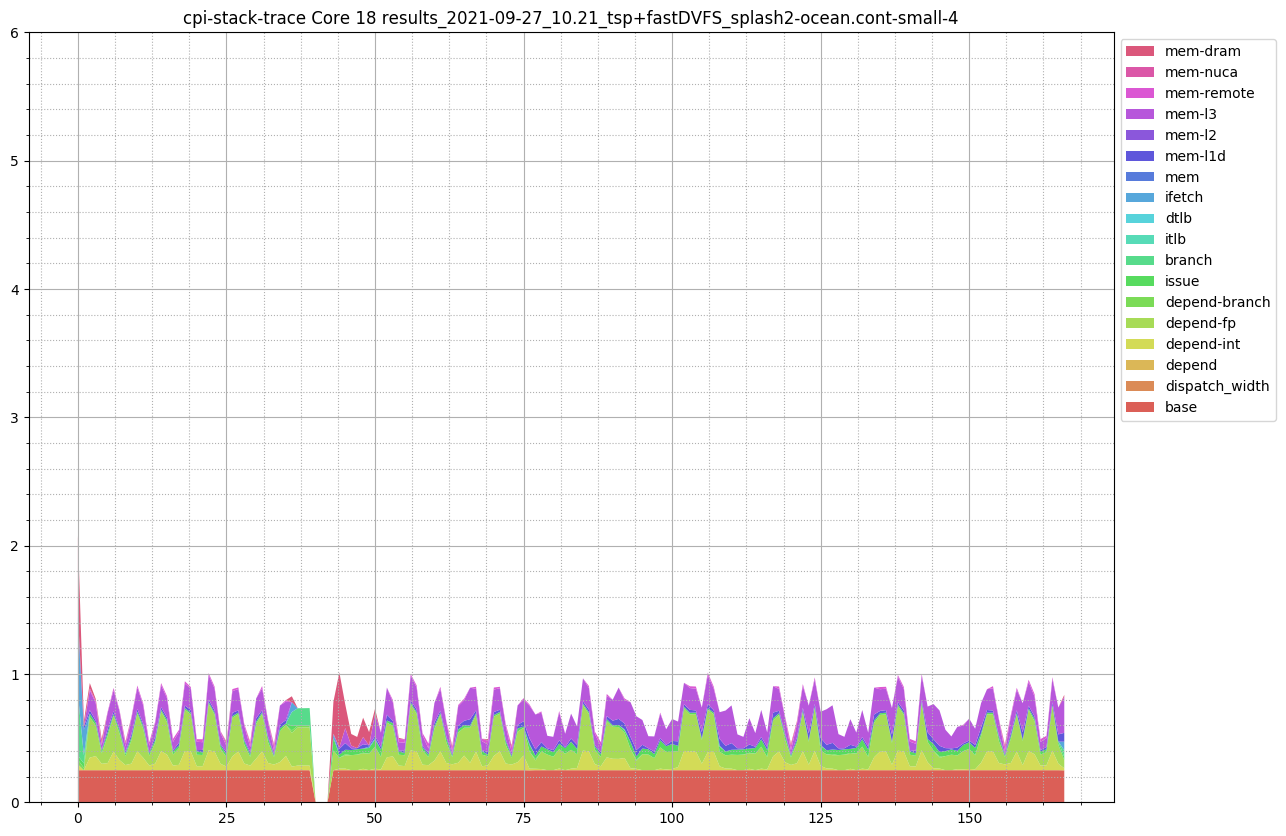 cpi-stack-trace Core 18 results_2021-09-27_10.21_tsp+fastDVFS_splash2-ocean.cont-small-4
6
5
4
3
2
1
0
0 25 50 75 100 125 150
mem-dram
mem-nuca
mem-remote
mem-l3
mem-l2
mem-l1d
mem
ifetch
dtlb
itlb
branch
issue
depend-branch
depend-fp
depend-int
depend
dispatch_width
base